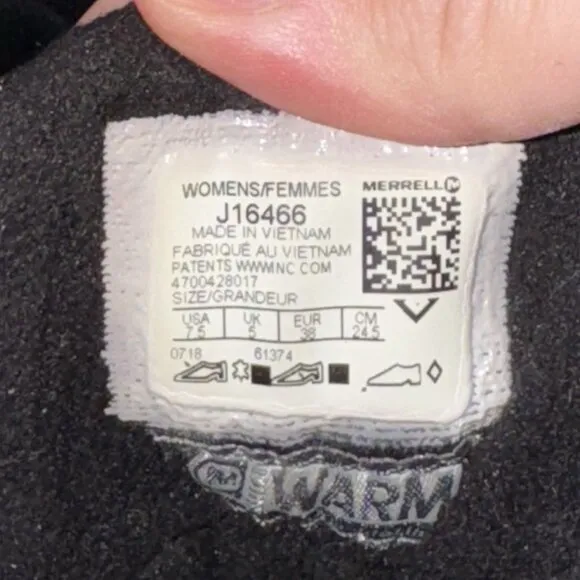 WOMENS/FEMMES
MERRELL
J16466
MADE IN VIETNAM
FABRIQUÉ AU VIETNAM
PATENTS WWWINC COM
4700428017
SIZE/GRANDEUR
USA UK EUR CM
7.5 5 38 24.5
0718 61374
WARM